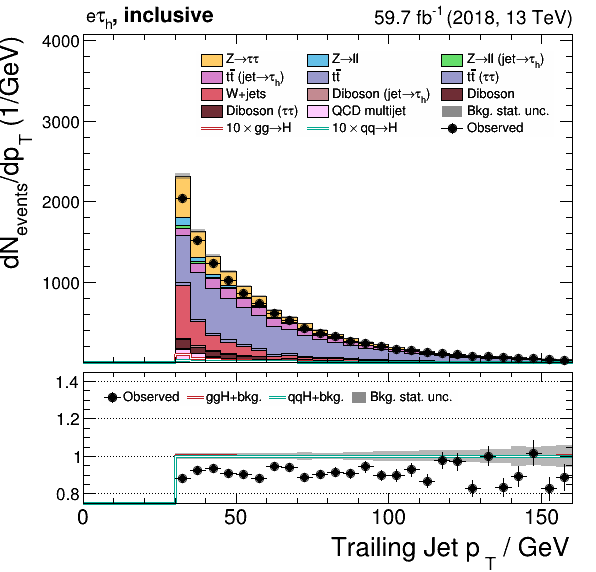 eτh, inclusive 59.7 fb⁻¹ (2018, 13 TeV)
dN_events/dp_T (1/GeV)
4000
3000
2000
1000
Z→ττ Z→ll Z→ll (jet→τh)
tt̄ (jet→τh) tt̄ tt̄ (ττ)
W+jets Diboson (jet→τh) Diboson
Diboson (ττ) QCD multijet Bkg. stat. unc.
10 × gg→H 10 × qq→H Observed
1.4
1.2
1
0.8
Observed ggH+bkg. qqH+bkg. Bkg. stat. unc.
0 50 100 150
Trailing Jet p_T / GeV